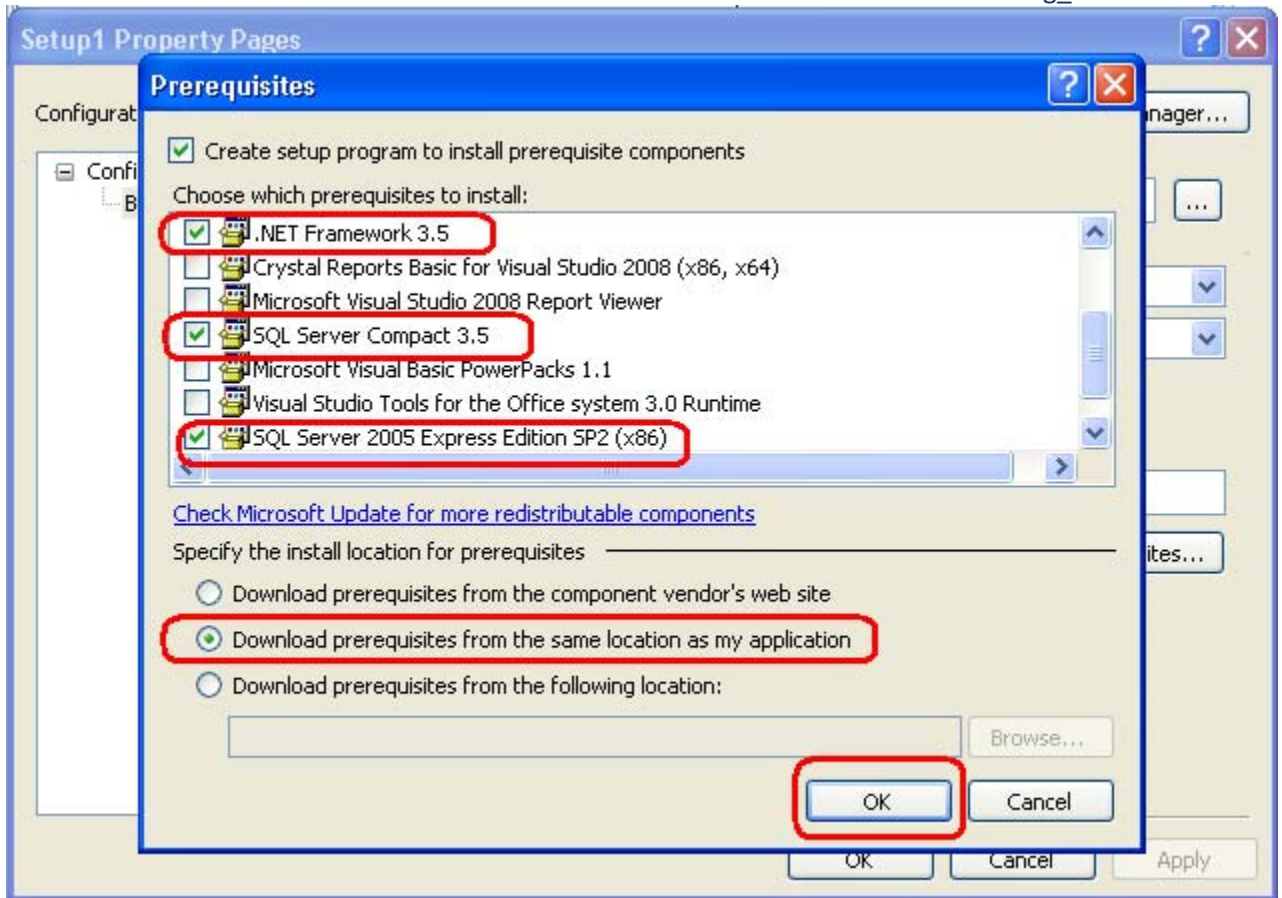 Setup1 Property Pages
Prerequisites
Configurat
nager...
Create setup program to install prerequisite components
Confi
B
...
Choose which prerequisites to install:
.NET Framework 3.5
Crystal Reports Basic for Visual Studio 2008 (x86, x64)
Microsoft Visual Studio 2008 Report Viewer
SQL Server Compact 3.5
Microsoft Visual Basic PowerPacks 1.1
Visual Studio Tools for the Office system 3.0 Runtime
SQL Server 2005 Express Edition SP2 (x86)
Check Microsoft Update for more redistributable components
Specify the install location for prerequisites
ites...
Download prerequisites from the component vendor's web site
Download prerequisites from the same location as my application
Download prerequisites from the following location:
Browse...
OK Cancel
OK Cancel Apply